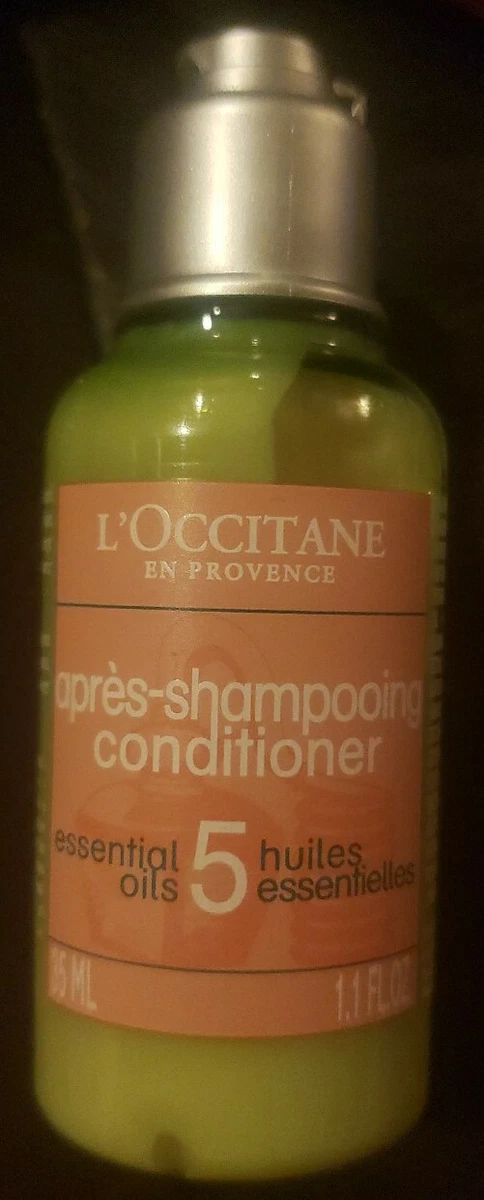 L'OCCITANE
EN PROVENCE
après-shampooing
conditioner
essential oils 5 huiles essentielles
35 ML 1.1 FL.OZ